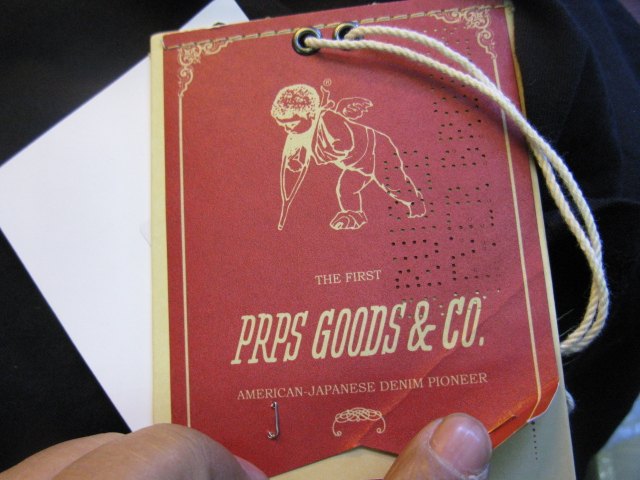 ®
THE FIRST
PRPS GOODS & CO.
AMERICAN-JAPANESE DENIM PIONEER